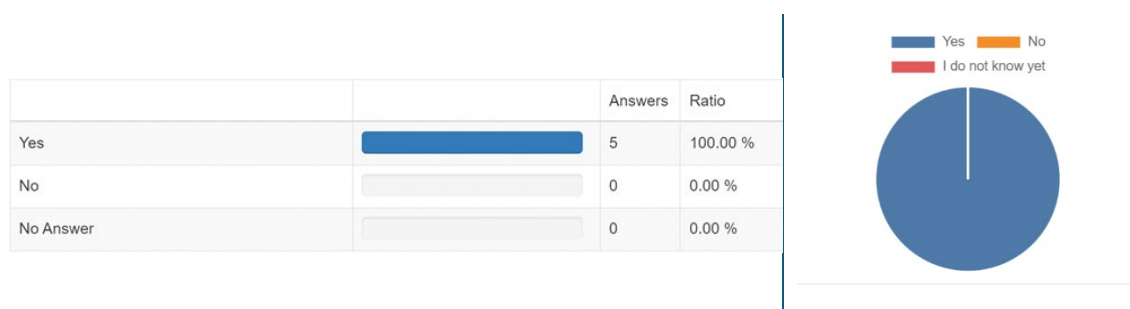 Answers Ratio
Yes 5 100.00 %
No 0 0.00 %
No Answer 0 0.00 %
Yes No
I do not know yet